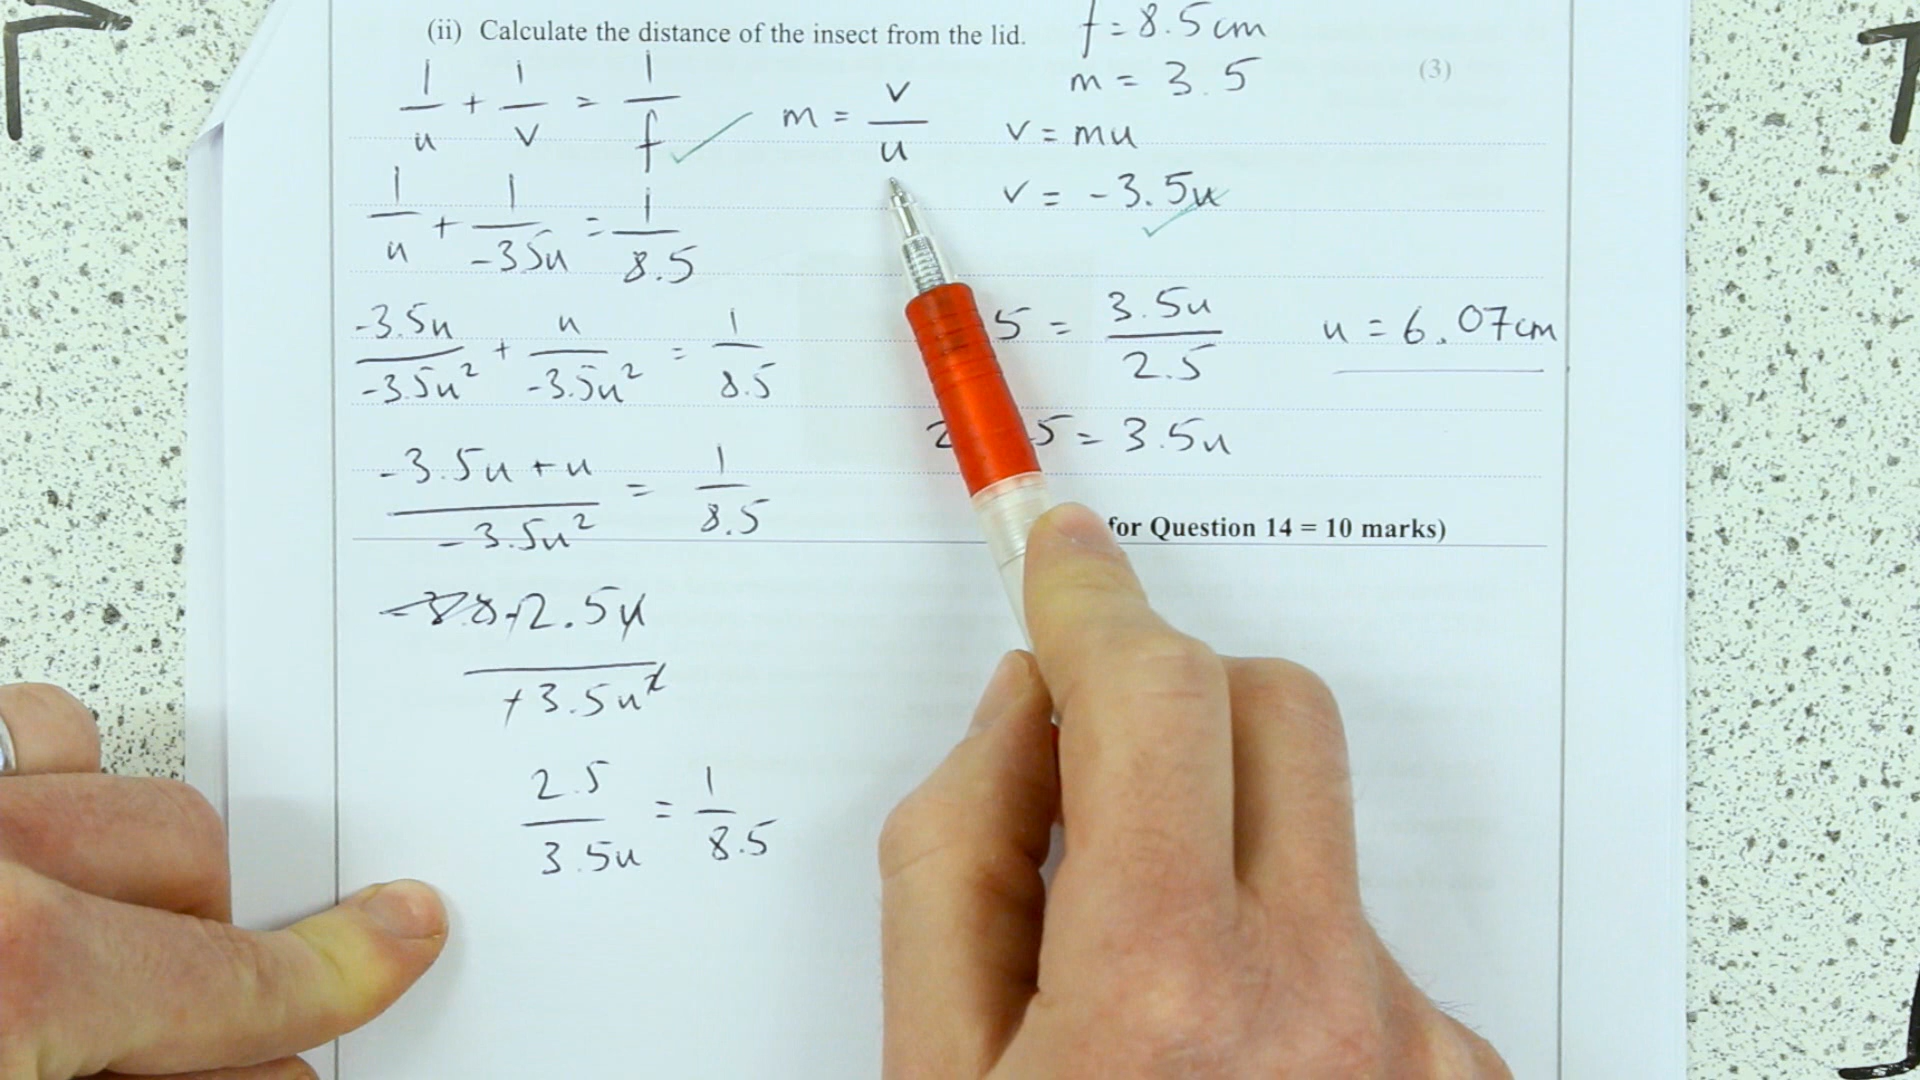 (ii) Calculate the distance of the insect from the lid.
f = 8.5 cm
(3)
m = 3.5
1/u + 1/v = 1/f
m = v/u
v = mu
v = -3.5u
1/u + 1/-3.5u = 1/8.5
-3.5u/-3.5u² + u/-3.5u² = 1/8.5
5 = 3.5u/2.5
u = 6.07cm
-3.5u + u/-3.5u² = 1/8.5
5 = 3.5u
for Question 14 = 10 marks)
2.5u/+3.5u²
2.5/3.5u = 1/8.5